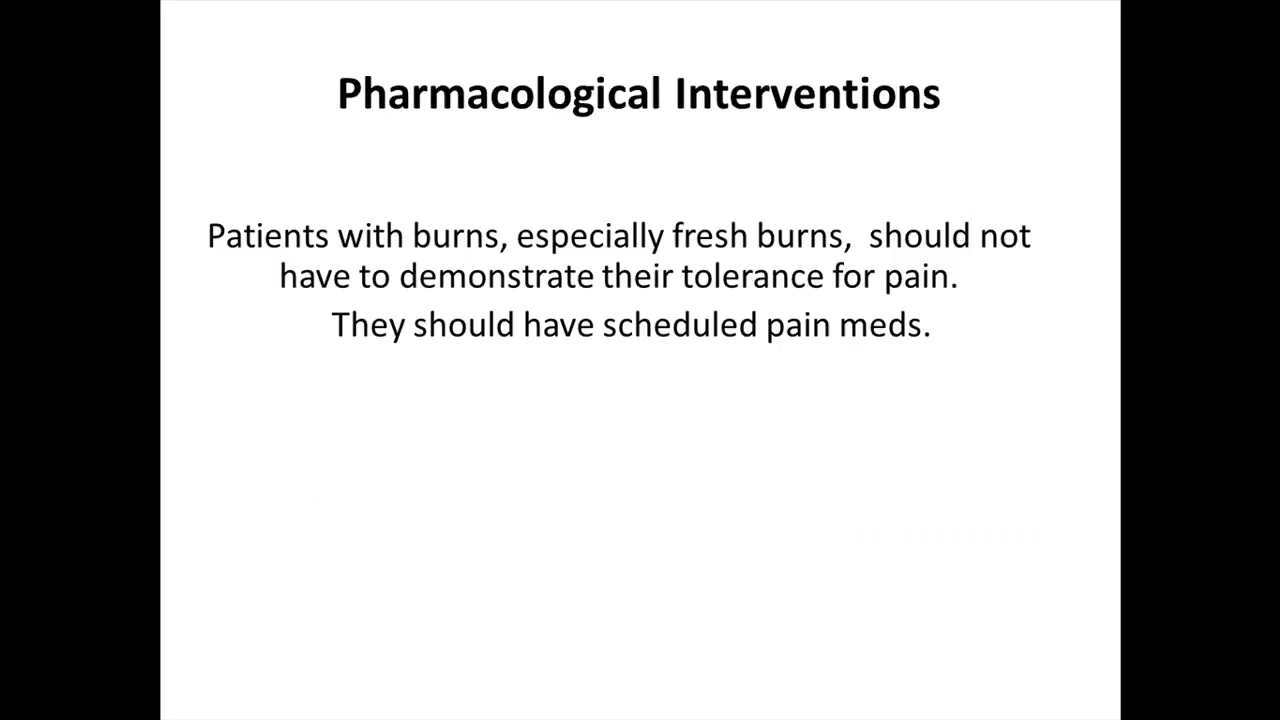 Pharmacological Interventions
Patients with burns, especially fresh burns,  should not
have to demonstrate their tolerance for pain.
They should have scheduled pain meds.